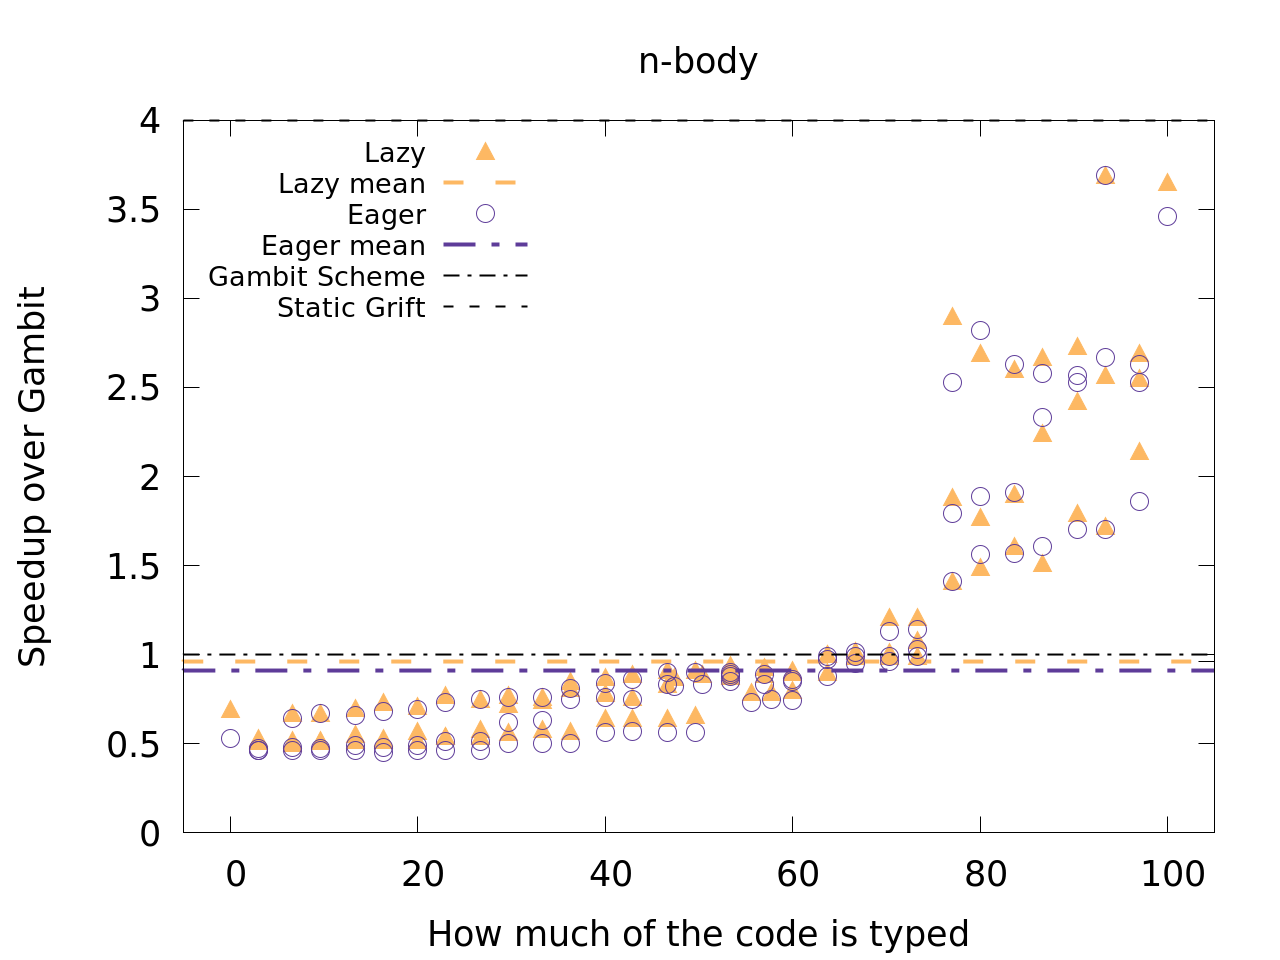 n-body
4
3.5
3
2.5
2
1.5
1
0.5
0
Speedup over Gambit
Lazy
Lazy mean
Eager
Eager mean
Gambit Scheme
Static Grift
0 20 40 60 80 100
How much of the code is typed